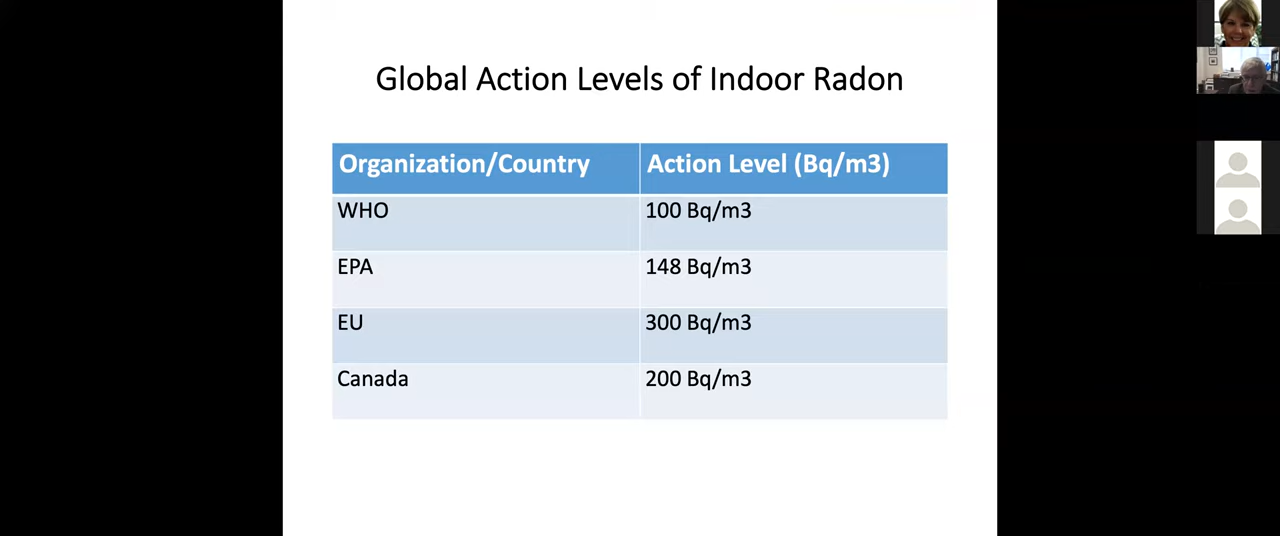 Global Action Levels of Indoor Radon
Organization/Country Action Level (Bq/m3)
WHO 100 Bq/m3
EPA 148 Bq/m3
EU 300 Bq/m3
Canada 200 Bq/m3